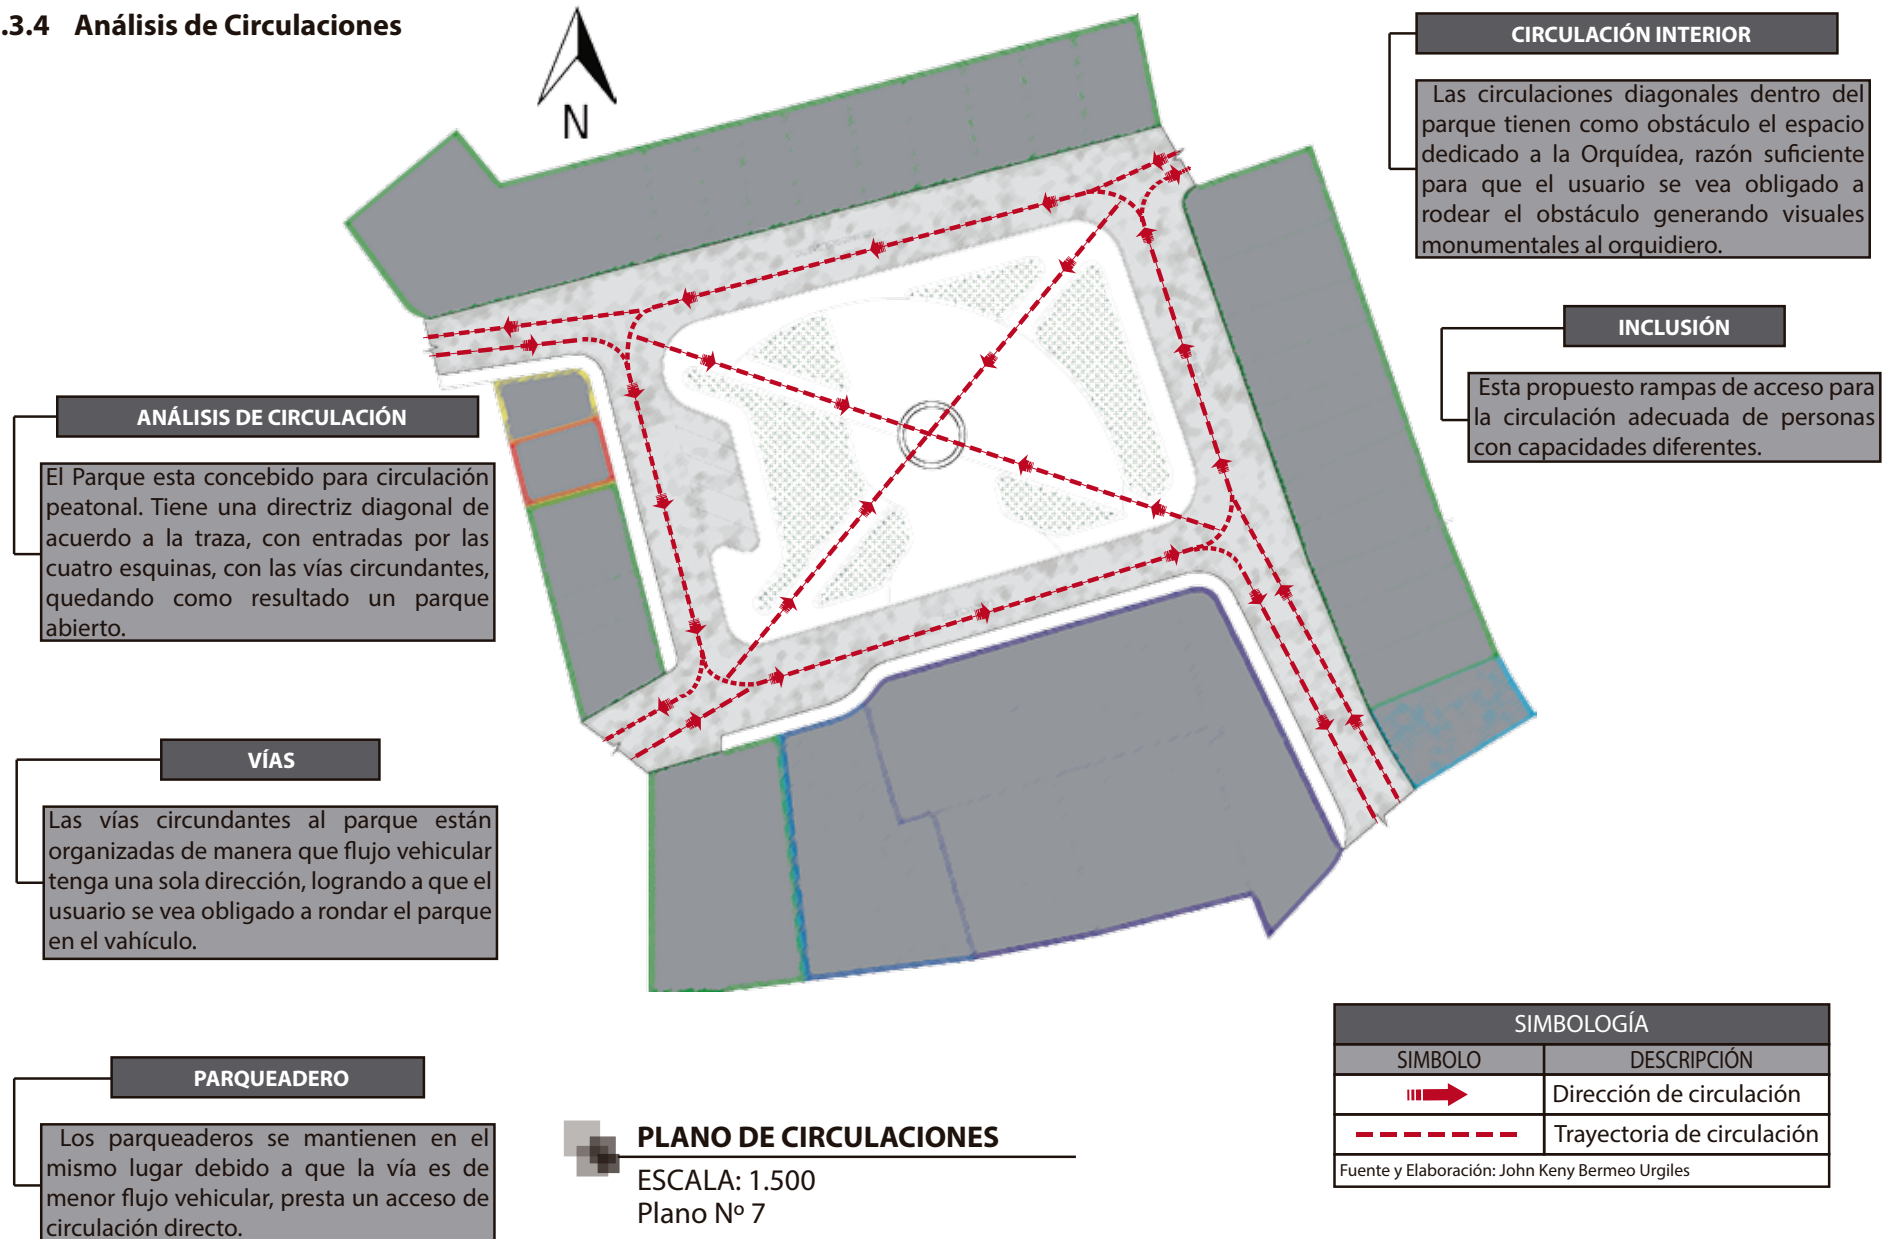 .3.4 Análisis de Circulaciones
N
ANÁLISIS DE CIRCULACIÓN
El Parque esta concebido para circulación
peatonal. Tiene una directriz diagonal de
acuerdo a la traza, con entradas por las
cuatro esquinas, con las vías circundantes,
quedando como resultado un parque
abierto.
VÍAS
Las vías circundantes al parque están
organizadas de manera que flujo vehicular
tenga una sola dirección, logrando a que el
usuario se vea obligado a rondar el parque
en el vahículo.
PARQUEADERO
Los parqueaderos se mantienen en el
mismo lugar debido a que la vía es de
menor flujo vehicular, presta un acceso de
circulación directo.
CIRCULACIÓN INTERIOR
Las circulaciones diagonales dentro del
parque tienen como obstáculo el espacio
dedicado a la Orquídea, razón suficiente
para que el usuario se vea obligado a
rodear el obstáculo generando visuales
monumentales al orquidiero.
INCLUSIÓN
Esta propuesto rampas de acceso para
la circulación adecuada de personas
con capacidades diferentes.
PLANO DE CIRCULACIONES
ESCALA: 1.500
Plano Nº 7
SIMBOLOGÍA
SIMBOLO DESCRIPCIÓN
Dirección de circulación
Trayectoria de circulación
Fuente y Elaboración: John Keny Bermeo Urgiles